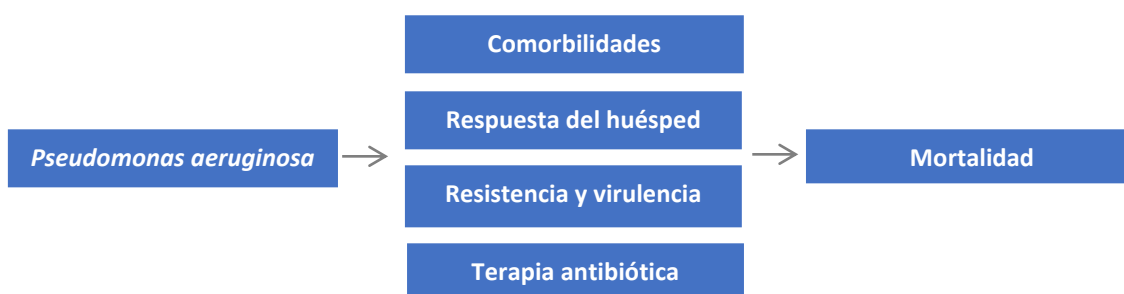 Comorbilidades
Respuesta del huésped
Pseudomonas aeruginosa
Mortalidad
Resistencia y virulencia
Terapia antibiótica